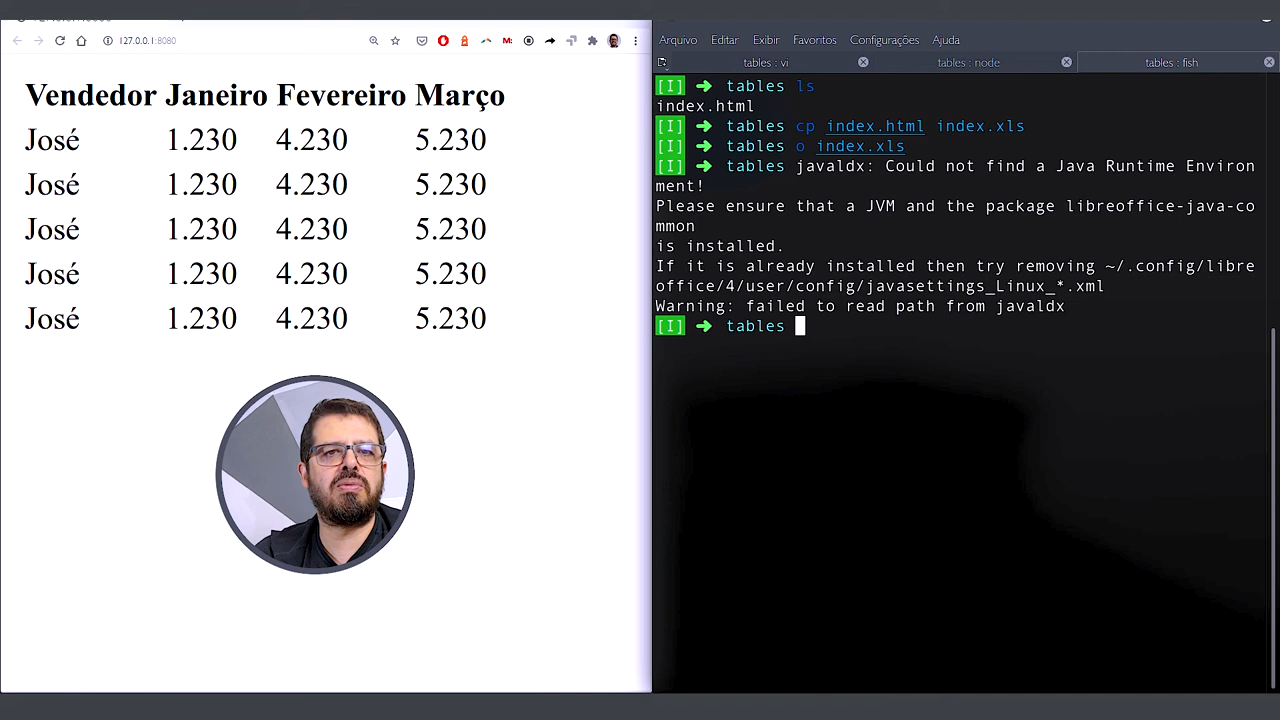 127.0.0.1:8080
Vendedor Janeiro Fevereiro Março
José 1.230 4.230 5.230
José 1.230 4.230 5.230
José 1.230 4.230 5.230
José 1.230 4.230 5.230
José 1.230 4.230 5.230
Arquivo Editar Exibir Favoritos Configurações Ajuda
tables : vi tables : node tables : fish
[I] ➜ tables ls
index.html
[I] ➜ tables cp index.html index.xls
[I] ➜ tables o index.xls
[I] ➜ tables javaldx: Could not find a Java Runtime Environ
ment!
Please ensure that a JVM and the package libreoffice-java-co
mmon
is installed.
If it is already installed then try removing ~/.config/libre
office/4/user/config/javasettings_Linux_*.xml
Warning: failed to read path from javaldx
[I] ➜ tables